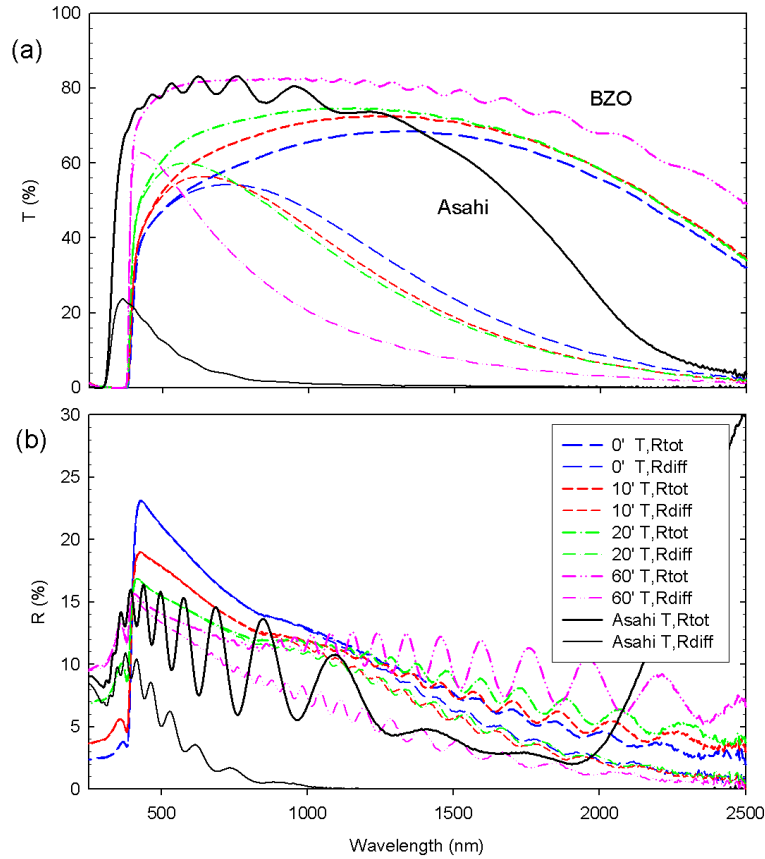 (a)
T (%)
100
80
60
40
20
0
BZO
Asahi
(b)
R (%)
30
25
20
15
10
5
0
0' T,Rtot
0' T,Rdiff
10' T,Rtot
10' T,Rdiff
20' T,Rtot
20' T,Rdiff
60' T,Rtot
60' T,Rdiff
Asahi T,Rtot
Asahi T,Rdiff
500 1000 1500 2000 2500
Wavelength (nm)